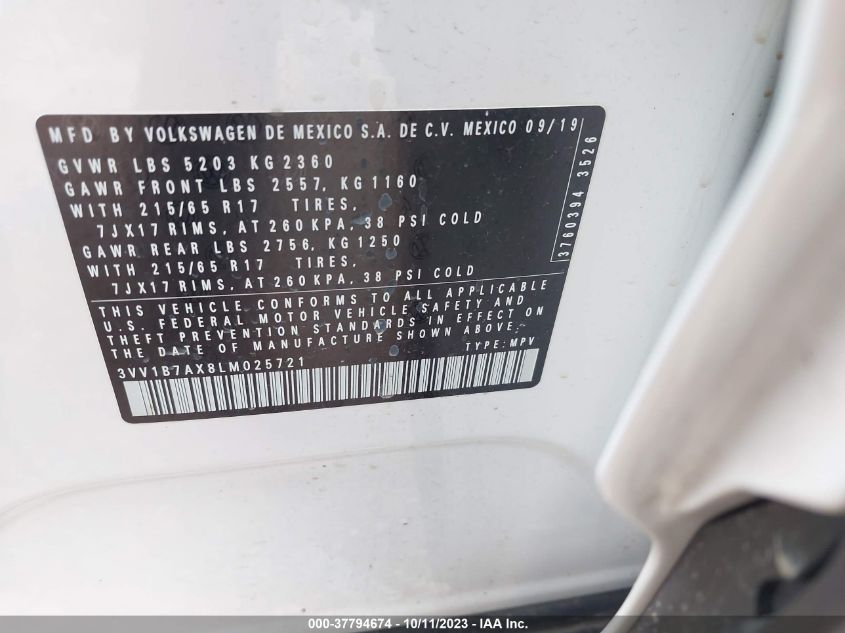 MFD BY VOLKSWAGEN DE MEXICO S.A. DE C.V. MEXICO 09/19
GVWR LBS 5203 KG 2360
GAWR FRONT LBS 2557, KG 1160
WITH 215/65 R17 TIRES,
7JX17 RIMS, AT 260 KPA, 38 PSI COLD
GAWR REAR LBS 2756, KG 1250
WITH 215/65 R17 TIRES,
7JX17 RIMS, AT 260 KPA, 38 PSI COLD
THIS VEHICLE CONFORMS TO ALL APPLICABLE
U.S. FEDERAL MOTOR VEHICLE SAFETY AND
THEFT PREVENTION STANDARDS IN EFFECT ON
THE DATE OF MANUFACTURE SHOWN ABOVE.
TYPE: MPV
3VV1B7AX8LM025721
3760394 3526
000-37794674 - 10/11/2023 - IAA Inc.